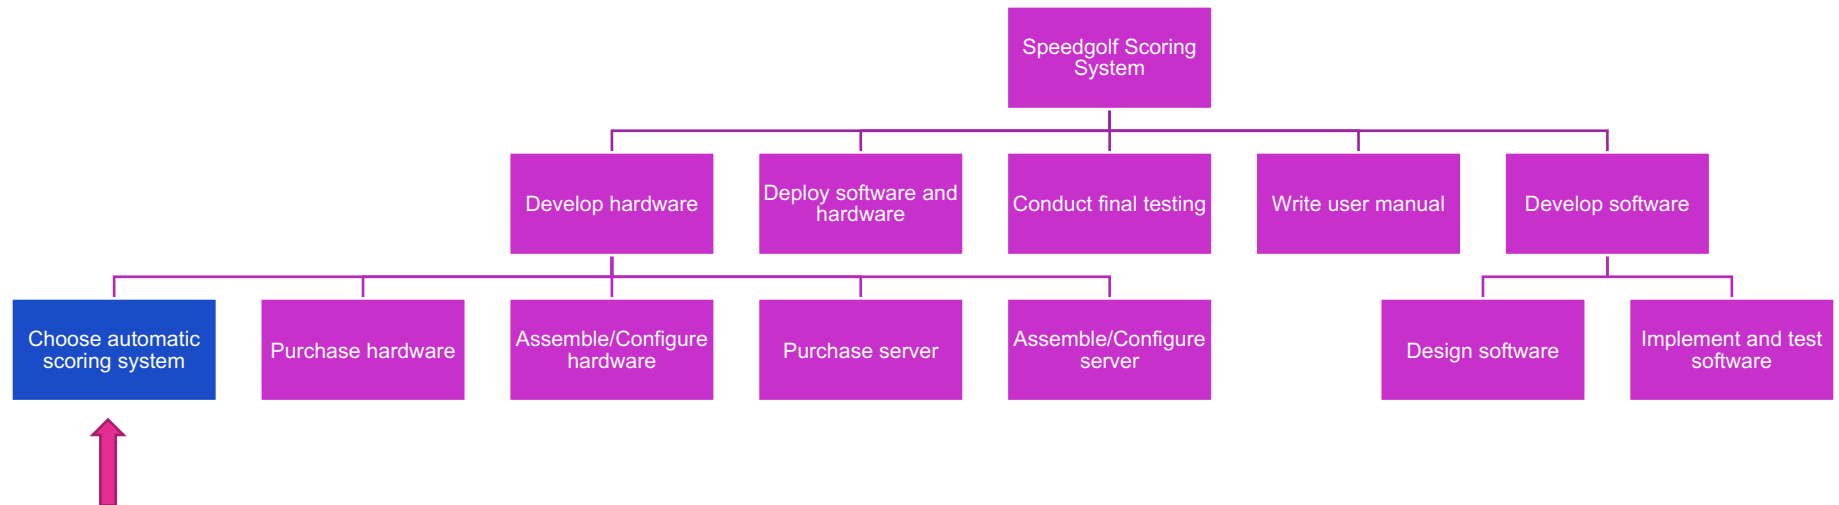 Speedgolf Scoring
System
Develop hardware
Deploy software and
hardware
Conduct final testing
Write user manual
Develop software
Choose automatic
scoring system
Purchase hardware
Assemble/Configure
hardware
Purchase server
Assemble/Configure
server
Design software
Implement and test
software